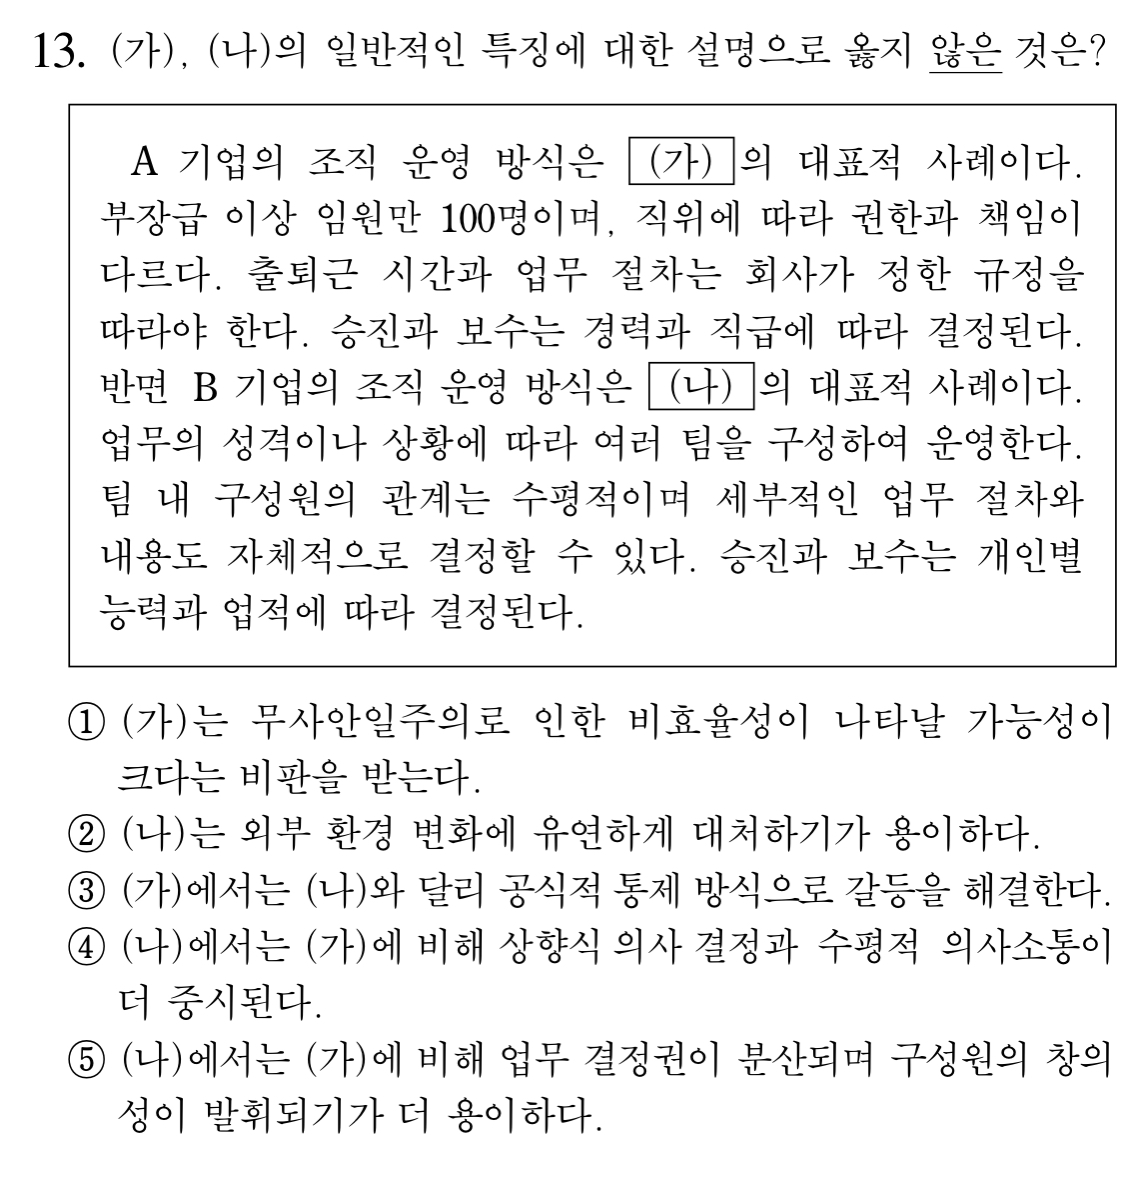 13. (가), (나)의 일반적인 특징에 대한 설명으로 옳지 않은 것은?
A 기업의 조직 운영 방식은 (가) 의 대표적 사례이다.
부장급 이상 임원만 100명이며, 직위에 따라 권한과 책임이
다르다. 출퇴근 시간과 업무 절차는 회사가 정한 규정을
따라야 한다. 승진과 보수는 경력과 직급에 따라 결정된다.
반면 B 기업의 조직 운영 방식은 (나) 의 대표적 사례이다.
업무의 성격이나 상황에 따라 여러 팀을 구성하여 운영한다.
팀 내 구성원의 관계는 수평적이며 세부적인 업무 절차와
내용도 자체적으로 결정할 수 있다. 승진과 보수는 개인별
능력과 업적에 따라 결정된다.
① (가)는 무사안일주의로 인한 비효율성이 나타날 가능성이
크다는 비판을 받는다.
② (나)는 외부 환경 변화에 유연하게 대처하기가 용이하다.
③ (가)에서는 (나)와 달리 공식적 통제 방식으로 갈등을 해결한다.
④ (나)에서는 (가)에 비해 상향식 의사 결정과 수평적 의사소통이
더 중시된다.
⑤ (나)에서는 (가)에 비해 업무 결정권이 분산되며 구성원의 창의
성이 발휘되기가 더 용이하다.